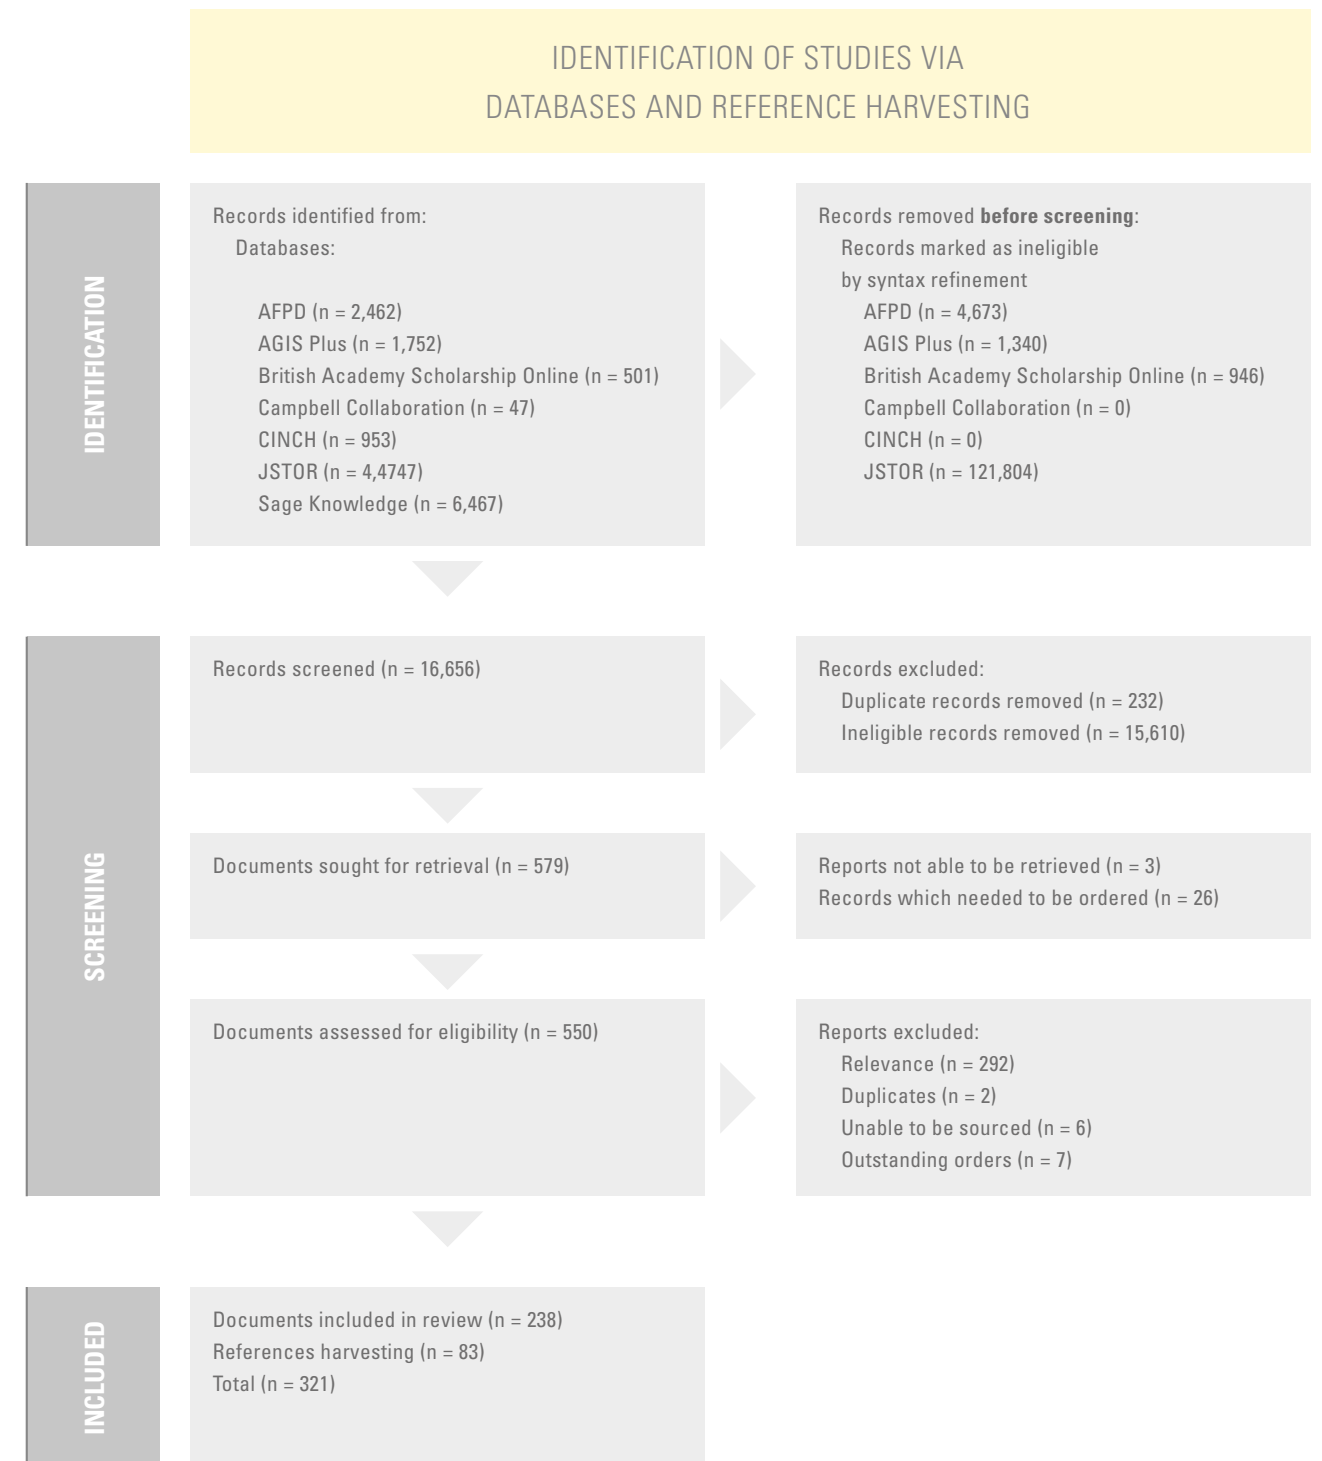 IDENTIFICATION OF STUDIES VIA
DATABASES AND REFERENCE HARVESTING
IDENTIFICATION
Records identified from:
Databases:
AFPD (n = 2,462)
AGIS Plus (n = 1,752)
British Academy Scholarship Online (n = 501)
Campbell Collaboration (n = 47)
CINCH (n = 953)
JSTOR (n = 4,4747)
Sage Knowledge (n = 6,467)
Records removed before screening:
Records marked as ineligible
by syntax refinement
AFPD (n = 4,673)
AGIS Plus (n = 1,340)
British Academy Scholarship Online (n = 946)
Campbell Collaboration (n = 0)
CINCH (n = 0)
JSTOR (n = 121,804)
SCREENING
Records screened (n = 16,656)
Records excluded:
Duplicate records removed (n = 232)
Ineligible records removed (n = 15,610)
Documents sought for retrieval (n = 579)
Reports not able to be retrieved (n = 3)
Records which needed to be ordered (n = 26)
Documents assessed for eligibility (n = 550)
Reports excluded:
Relevance (n = 292)
Duplicates (n = 2)
Unable to be sourced (n = 6)
Outstanding orders (n = 7)
INCLUDED
Documents included in review (n = 238)
References harvesting (n = 83)
Total (n = 321)